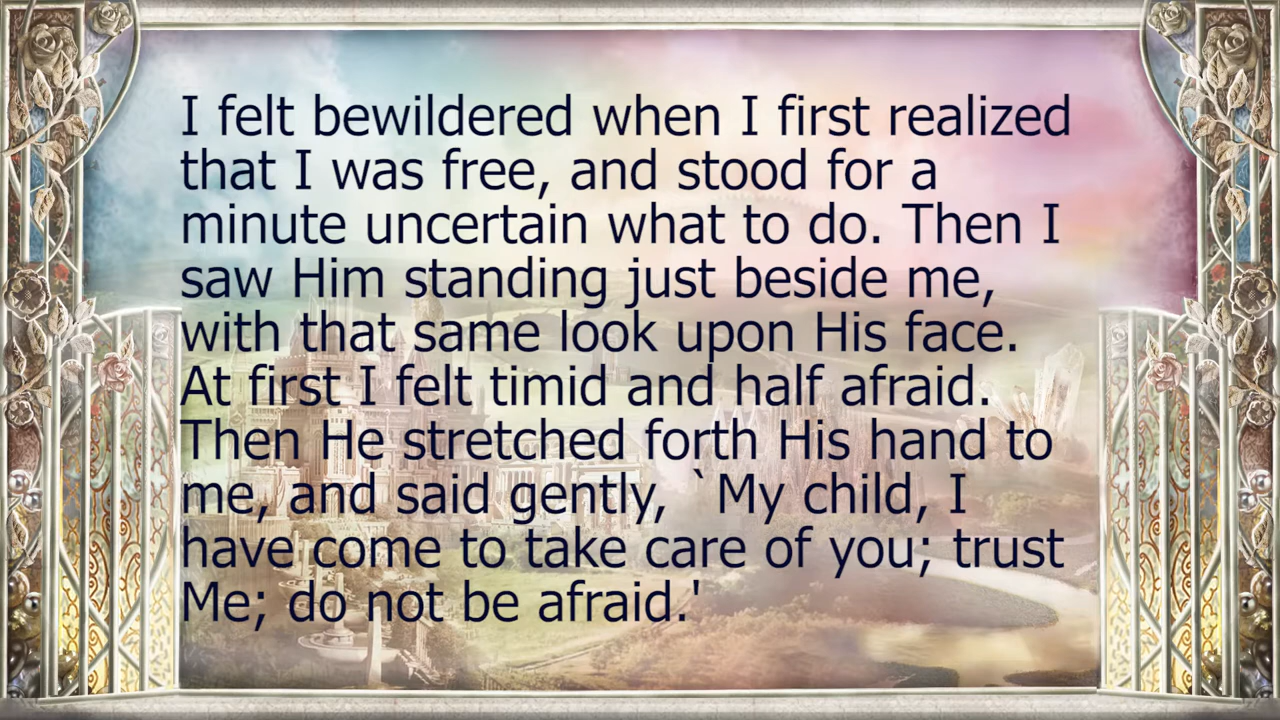 I felt bewildered when I first realized
that I was free, and stood for a
minute uncertain what to do. Then I
saw Him standing just beside me,
with that same look upon His face.
At first I felt timid and half afraid.
Then He stretched forth His hand to
me, and said gently, `My child, I
have come to take care of you; trust
Me; do not be afraid.'